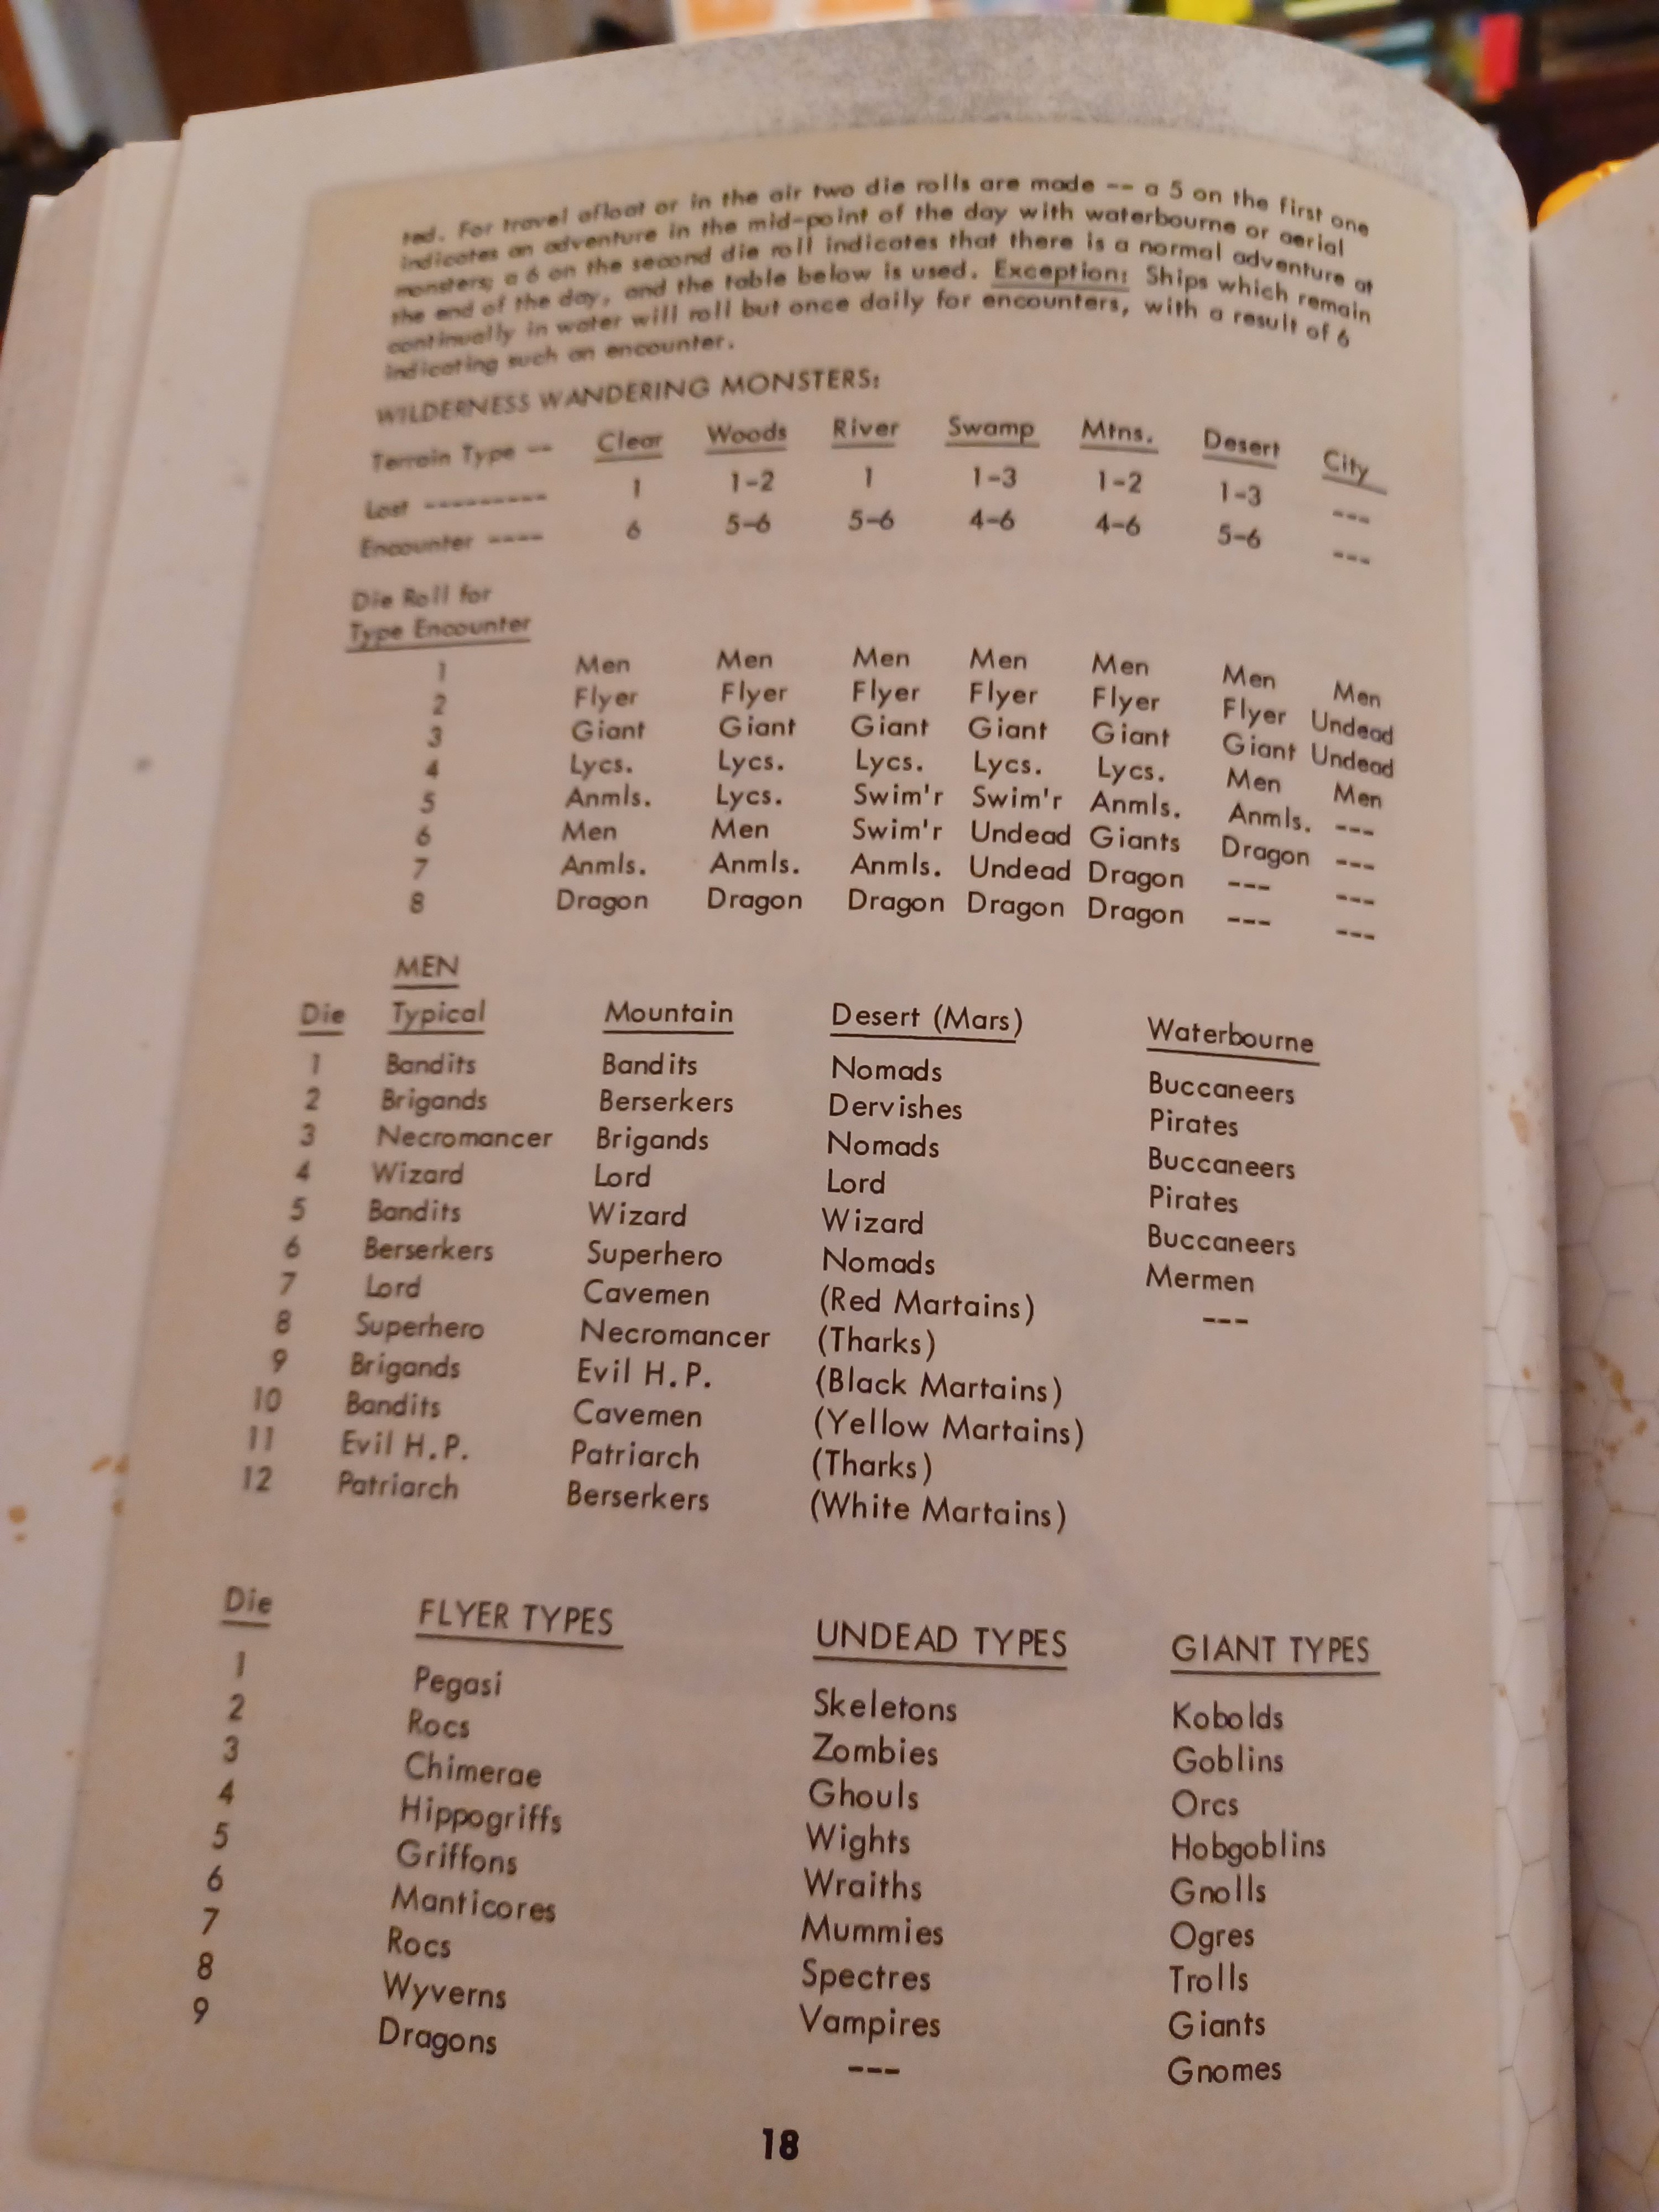 ted. For travel afloat or in the air two die rolls are made -- a 5 on the first one
indicates an adventure in the mid-point of the day with waterbourne or aerial
monsters; a 6 on the second die roll indicates that there is a normal adventure at
the end of the day, and the table below is used. Exception: Ships which remain
continually in water will roll but once daily for encounters, with a result of 6
indicating such an encounter.
WILDERNESS WANDERING MONSTERS:
Terrain Type -- Clear Woods River Swamp Mtns. Desert City
Lost --------- 1 1-2 1 1-3 1-2 1-3 ---
Encounter ---- 6 5-6 5-6 4-6 4-6 5-6 ---
Die Roll for
Type Encounter
1 Men Men Men Men Men Men Men
2 Flyer Flyer Flyer Flyer Flyer Flyer Undead
3 Giant Giant Giant Giant Giant Giant Undead
4 Lycs. Lycs. Lycs. Lycs. Lycs. Men Men
5 Anmls. Lycs. Swim'r Swim'r Anmls. Anmls. ---
6 Men Men Swim'r Undead Giants Dragon ---
7 Anmls. Anmls. Anmls. Undead Dragon --- ---
8 Dragon Dragon Dragon Dragon Dragon --- ---
MEN
Die Typical Mountain Desert (Mars) Waterbourne
1 Bandits Bandits Nomads Buccaneers
2 Brigands Berserkers Dervishes Pirates
3 Necromancer Brigands Nomads Buccaneers
4 Wizard Lord Lord Pirates
5 Bandits Wizard Wizard Buccaneers
6 Berserkers Superhero Nomads Mermen
7 Lord Cavemen (Red Martains) ---
8 Superhero Necromancer (Tharks)
9 Brigands Evil H.P. (Black Martains)
10 Bandits Cavemen (Yellow Martains)
11 Evil H.P. Patriarch (Tharks)
12 Patriarch Berserkers (White Martains)
Die FLYER TYPES UNDEAD TYPES GIANT TYPES
1 Pegasi Skeletons Kobolds
2 Rocs Zombies Goblins
3 Chimerae Ghouls Orcs
4 Hippogriffs Wights Hobgoblins
5 Griffons Wraiths Gnolls
6 Manticores Mummies Ogres
7 Rocs Spectres Trolls
8 Wyverns Vampires Giants
9 Dragons --- Gnomes
18